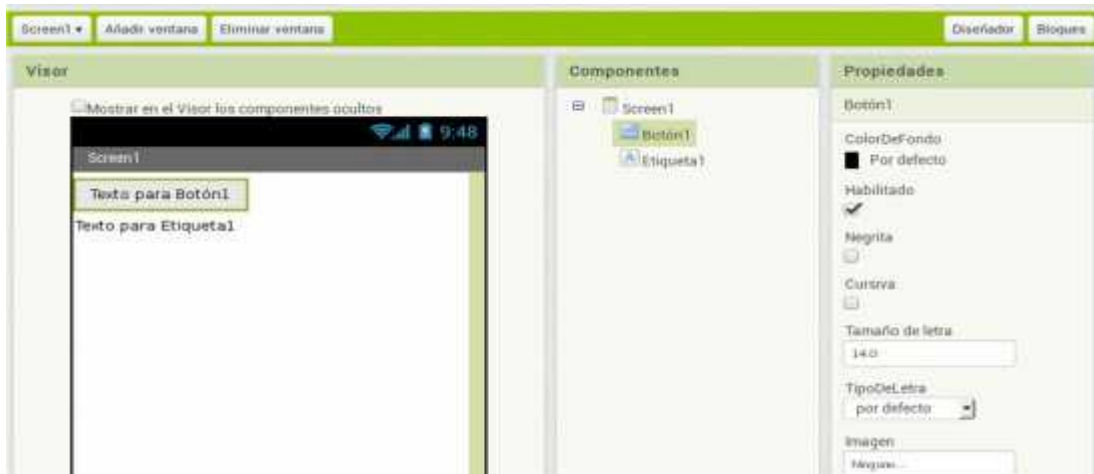 Screen1
Añadir ventana
Eliminar ventana
Diseñador
Bloques
Visor
Mostrar en el Visor los componentes ocultos
9:48
Screen1
Texto para Botón1
Texto para Etiqueta1
Componentes
Screen1
Botón1
Etiqueta1
Propiedades
Botón1
ColorDeFondo
Por defecto
Habilitado
Negrita
Cursiva
Tamaño de letra
14.0
TipoDeLetra
por defecto
Imagen
Ninguno...